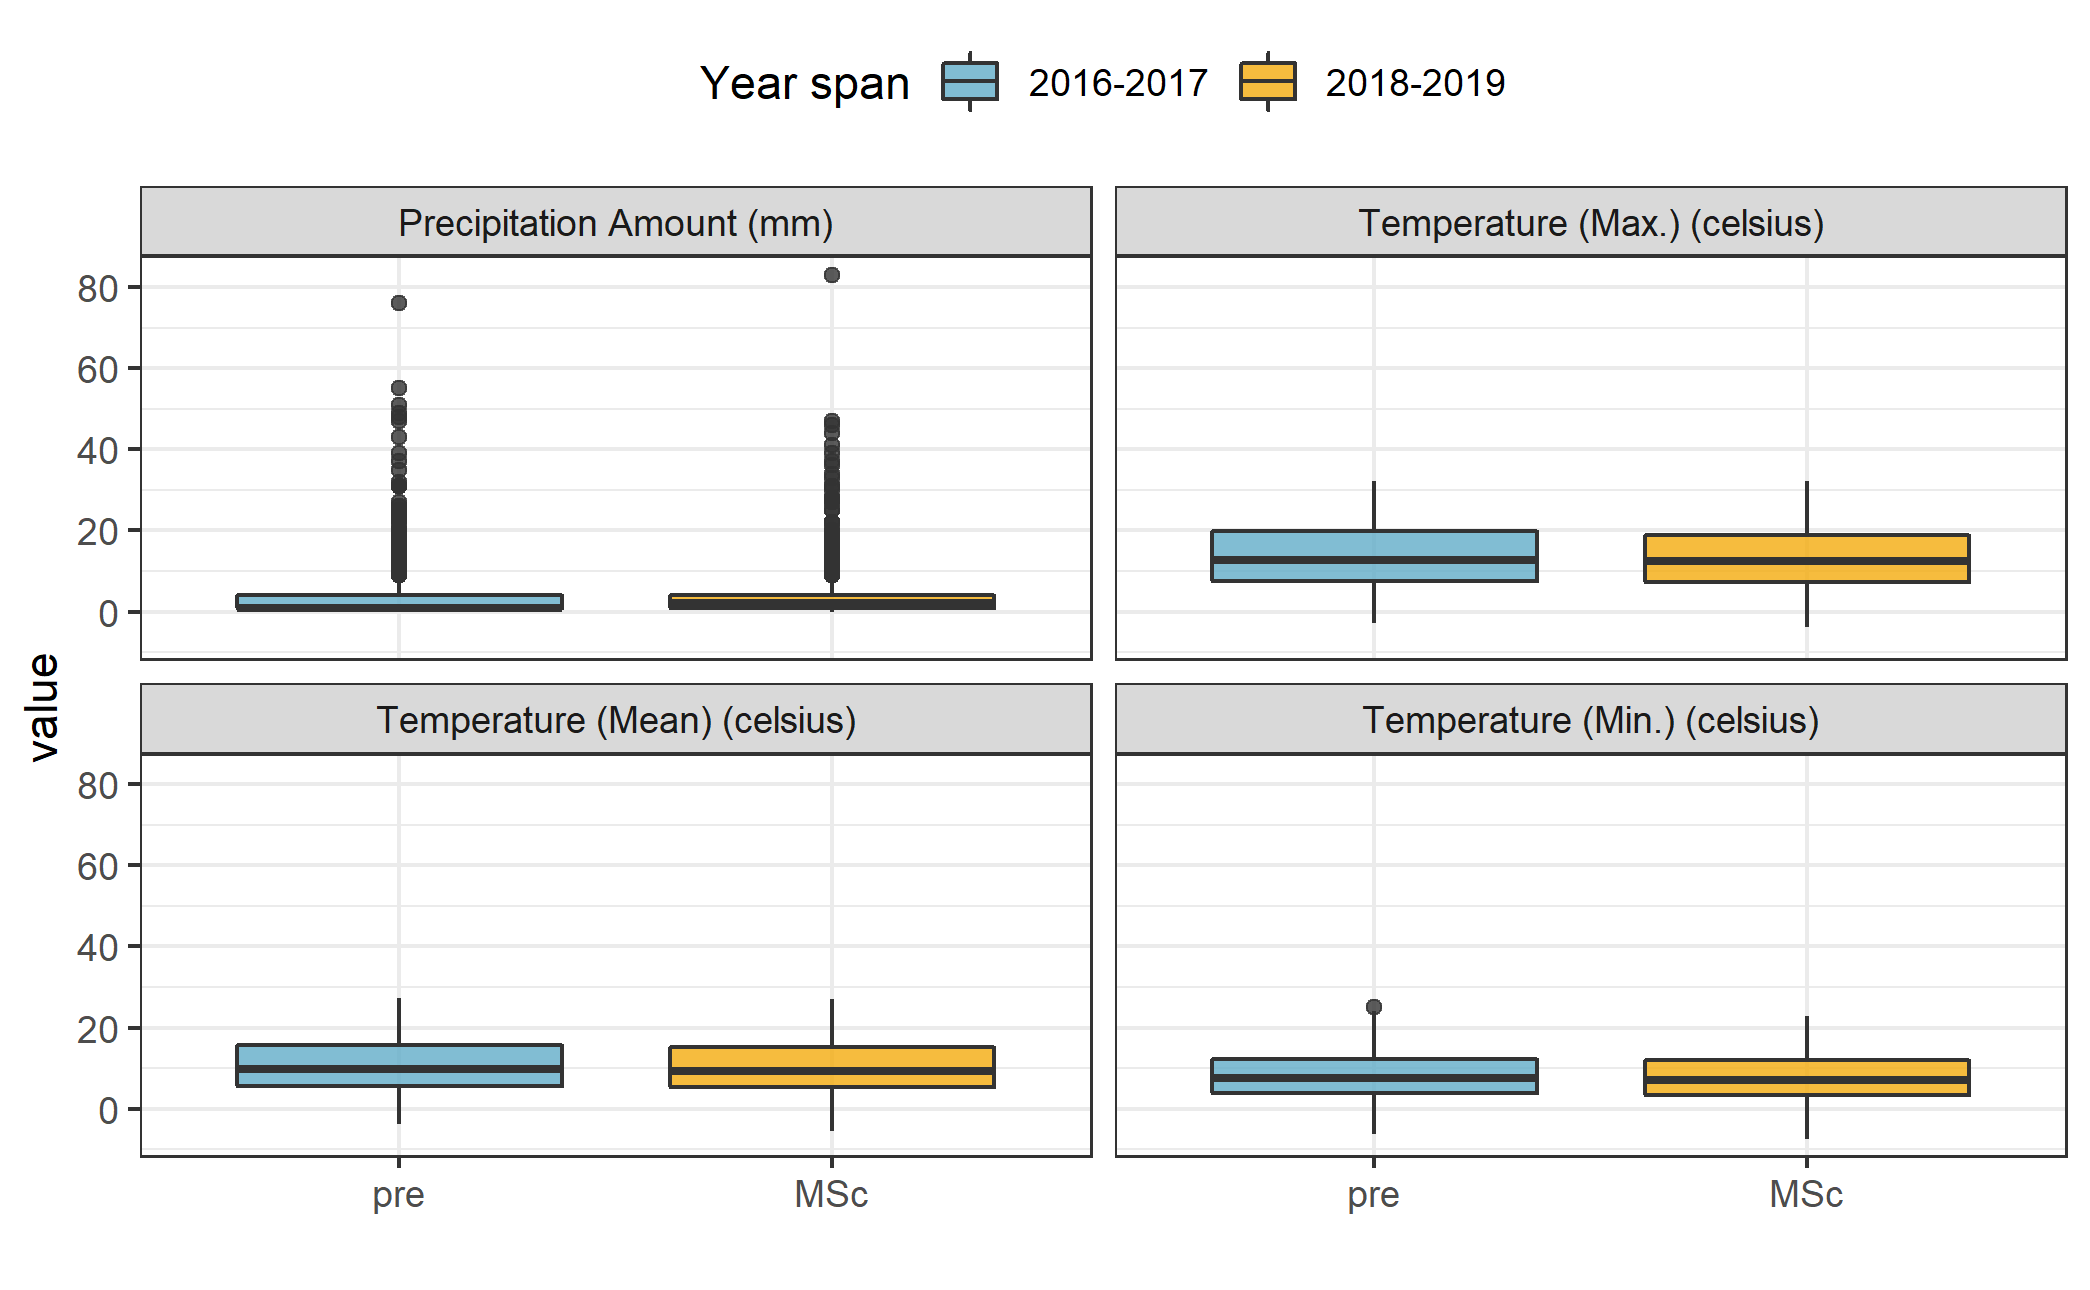 Year span 2016-2017 2018-2019
Precipitation Amount (mm) Temperature (Max.) (celsius)
80
60
40
20
0
value
Temperature (Mean) (celsius) Temperature (Min.) (celsius)
80
60
40
20
0
pre MSc pre MSc